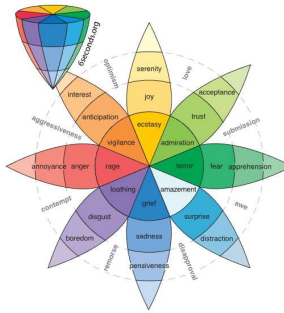 6seconds.org
optimism
love
serenity
interest
joy
acceptance
anticipation
trust
aggressiveness
ecstasy
submission
vigilance
admiration
annoyance
anger
rage
terror
fear
apprehension
loathing
amazement
contempt
grief
awe
disgust
surprise
boredom
sadness
distraction
remorse
disapproval
pensiveness